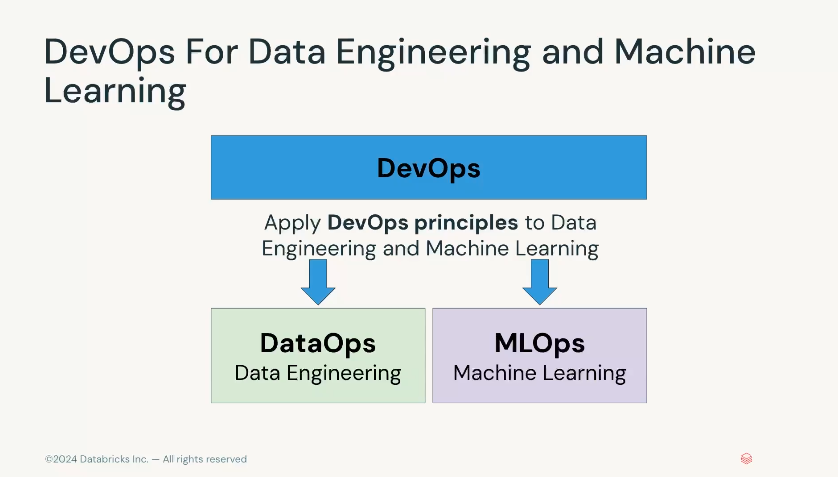 DevOps For Data Engineering and Machine
Learning
DevOps
Apply DevOps principles to Data
Engineering and Machine Learning
DataOps
Data Engineering
MLOps
Machine Learning
©2024 Databricks Inc. — All rights reserved